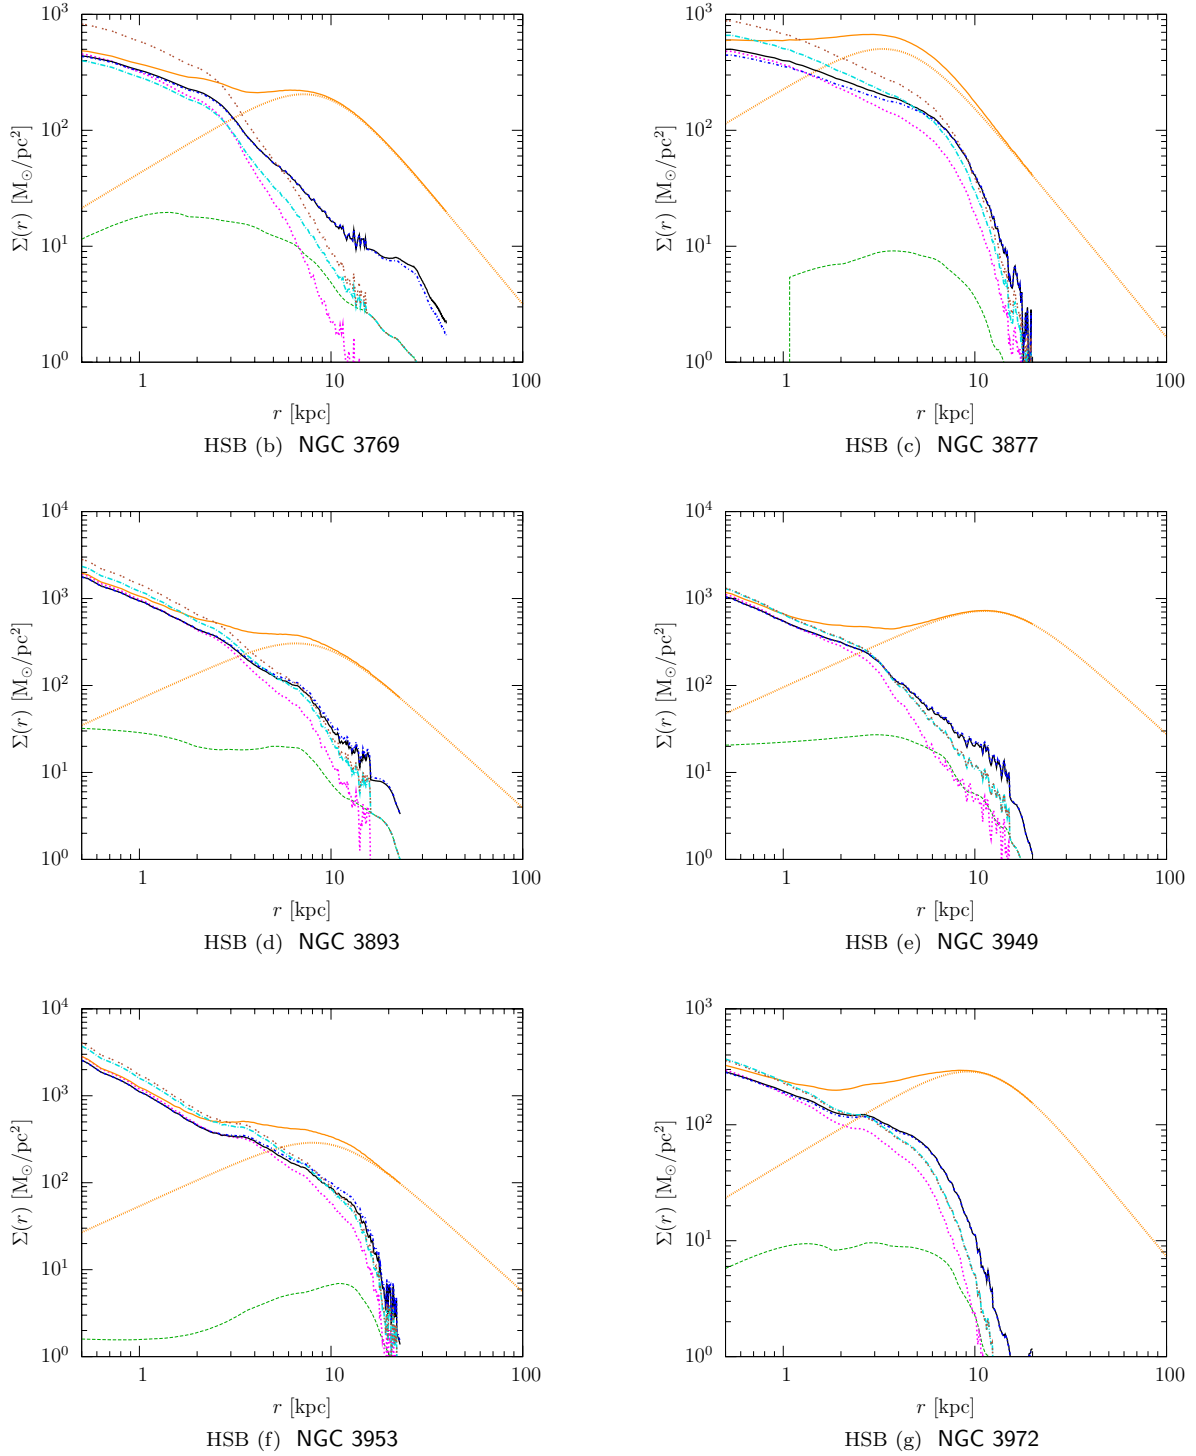 10³
10²
10¹
10⁰
Σ(r) [M⊙/pc²]
1 10 100
r [kpc]
HSB (b) NGC 3769
10³
10²
10¹
10⁰
Σ(r) [M⊙/pc²]
1 10 100
r [kpc]
HSB (c) NGC 3877
10⁴
10³
10²
10¹
10⁰
Σ(r) [M⊙/pc²]
1 10 100
r [kpc]
HSB (d) NGC 3893
10⁴
10³
10²
10¹
10⁰
Σ(r) [M⊙/pc²]
1 10 100
r [kpc]
HSB (e) NGC 3949
10⁴
10³
10²
10¹
10⁰
Σ(r) [M⊙/pc²]
1 10 100
r [kpc]
HSB (f) NGC 3953
10³
10²
10¹
10⁰
Σ(r) [M⊙/pc²]
1 10 100
r [kpc]
HSB (g) NGC 3972